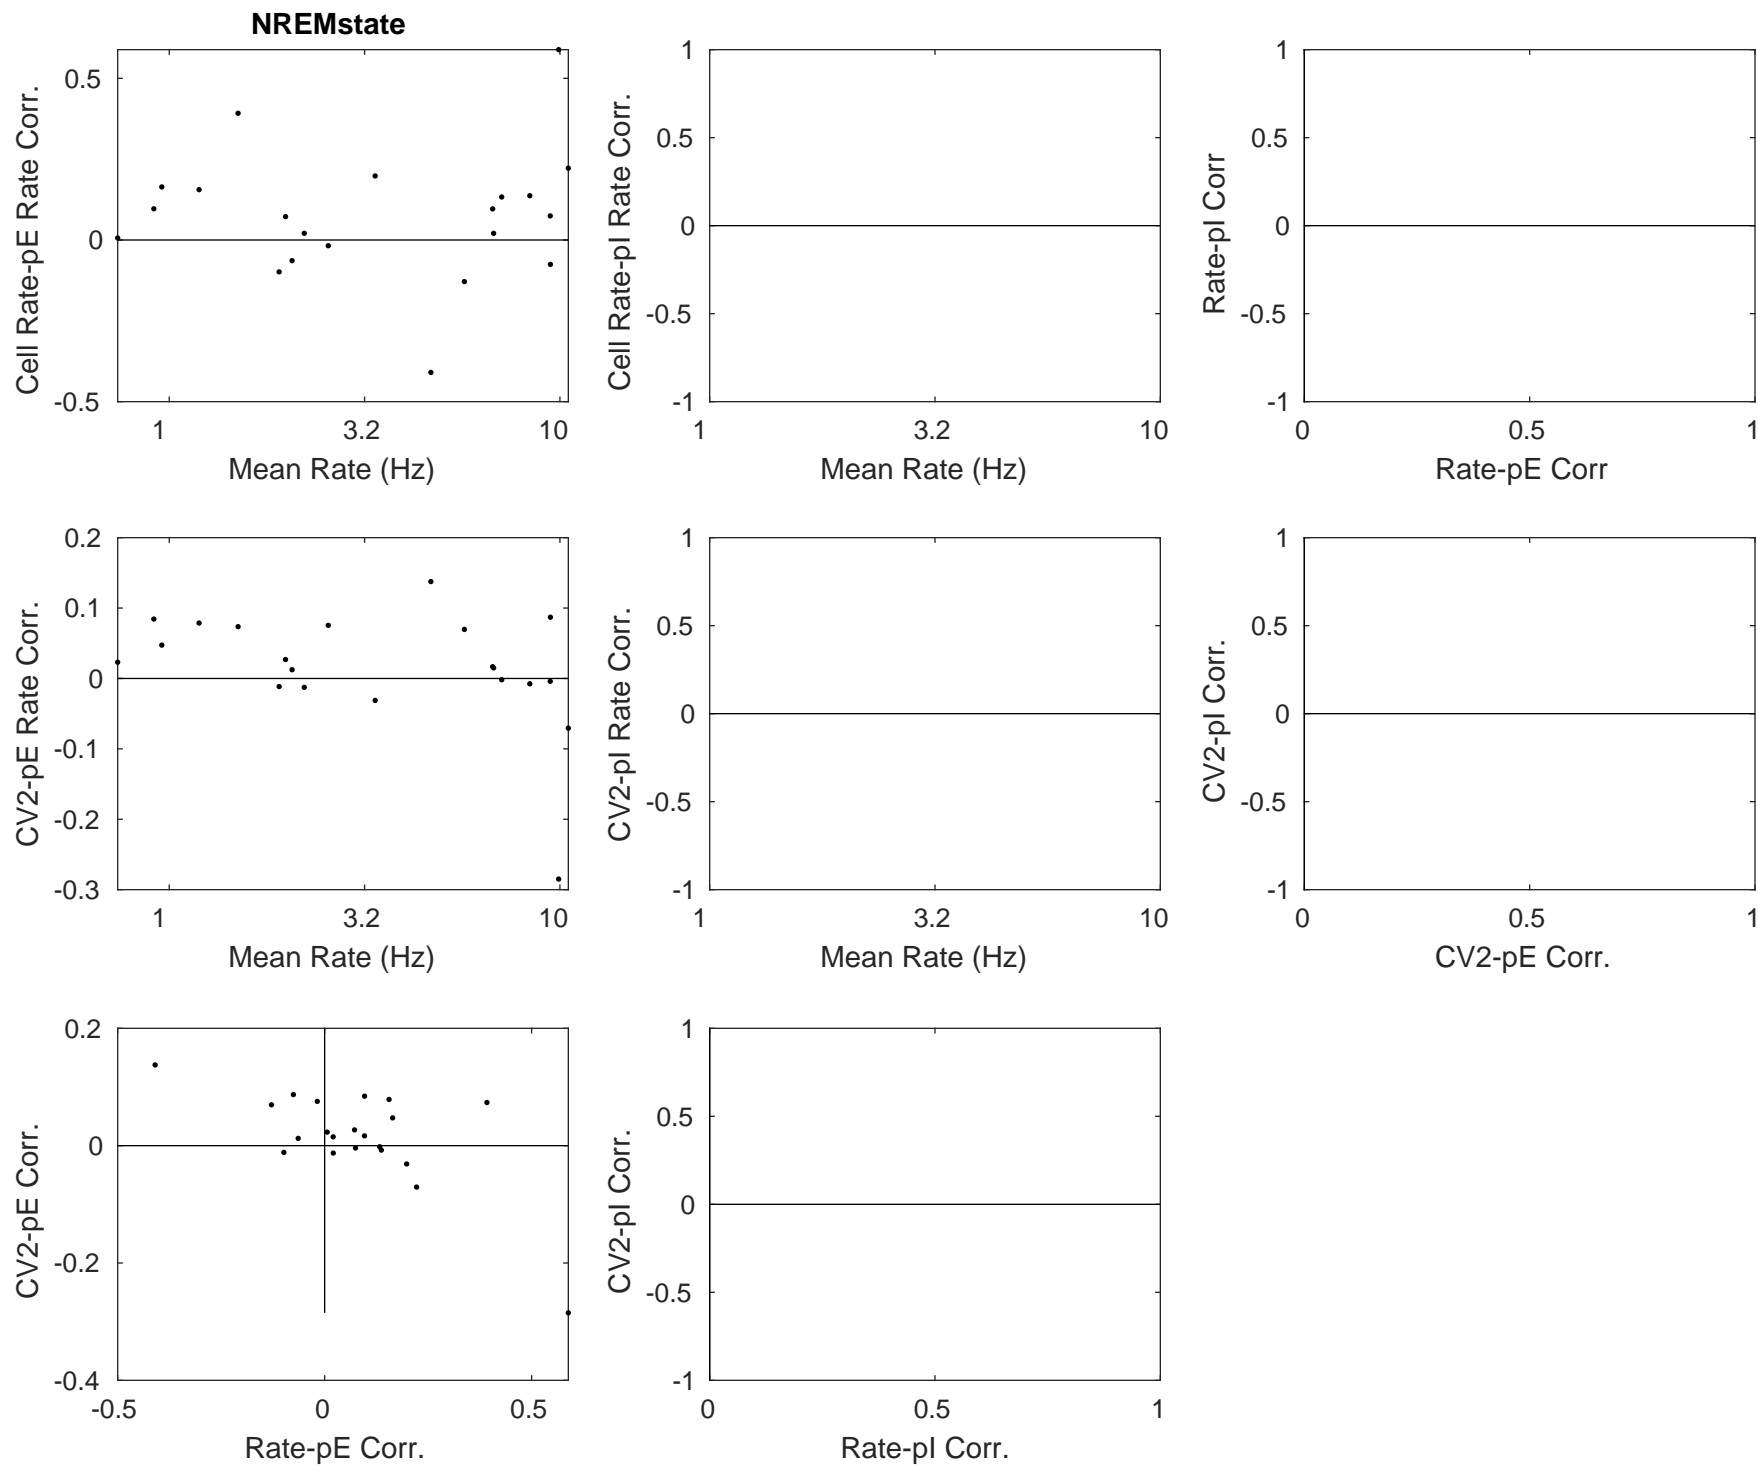 NREMstate
0.5
0
-0.5
Cell Rate-pE Rate Corr.
1 3.2 10
Mean Rate (Hz)
1
0.5
0
-0.5
-1
Cell Rate-pI Rate Corr.
1 3.2 10
Mean Rate (Hz)
1
0.5
0
-0.5
-1
Rate-pI Corr
0 0.5 1
Rate-pE Corr
0.2
0.1
0
-0.1
-0.2
-0.3
CV2-pE Rate Corr.
1 3.2 10
Mean Rate (Hz)
1
0.5
0
-0.5
-1
CV2-pI Rate Corr.
1 3.2 10
Mean Rate (Hz)
1
0.5
0
-0.5
-1
CV2-pI Corr.
0 0.5 1
CV2-pE Corr.
0.2
0
-0.2
-0.4
CV2-pE Corr.
-0.5 0 0.5
Rate-pE Corr.
1
0.5
0
-0.5
-1
CV2-pI Corr.
0 0.5 1
Rate-pI Corr.